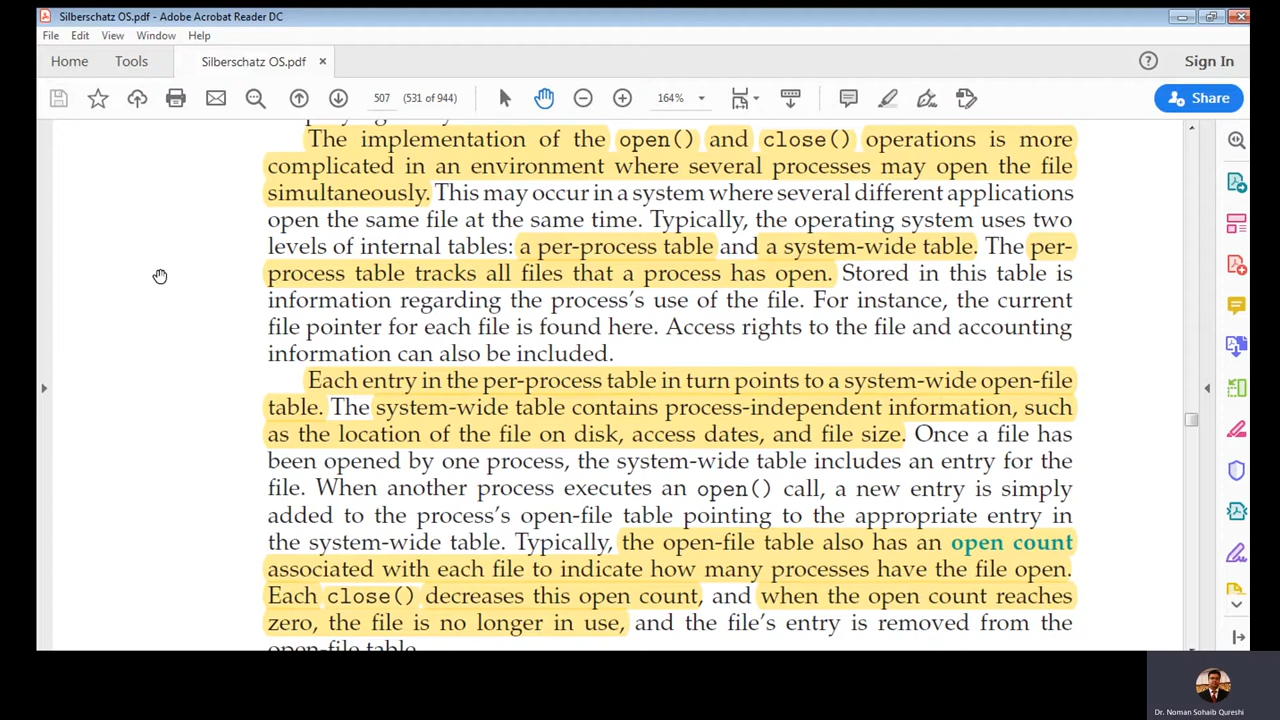 Silberschatz OS.pdf - Adobe Acrobat Reader DC
File Edit View Window Help
Home Tools Silberschatz OS.pdf × Sign In
507 (531 of 944) 164% Share
The implementation of the open() and close() operations is more
complicated in an environment where several processes may open the file
simultaneously. This may occur in a system where several different applications
open the same file at the same time. Typically, the operating system uses two
levels of internal tables: a per-process table and a system-wide table. The per-
process table tracks all files that a process has open. Stored in this table is
information regarding the process's use of the file. For instance, the current
file pointer for each file is found here. Access rights to the file and accounting
information can also be included.
Each entry in the per-process table in turn points to a system-wide open-file
table. The system-wide table contains process-independent information, such
as the location of the file on disk, access dates, and file size. Once a file has
been opened by one process, the system-wide table includes an entry for the
file. When another process executes an open() call, a new entry is simply
added to the process's open-file table pointing to the appropriate entry in
the system-wide table. Typically, the open-file table also has an open count
associated with each file to indicate how many processes have the file open.
Each close() decreases this open count, and when the open count reaches
zero, the file is no longer in use, and the file's entry is removed from the
open-file table.
Dr. Noman Sohaib Qureshi